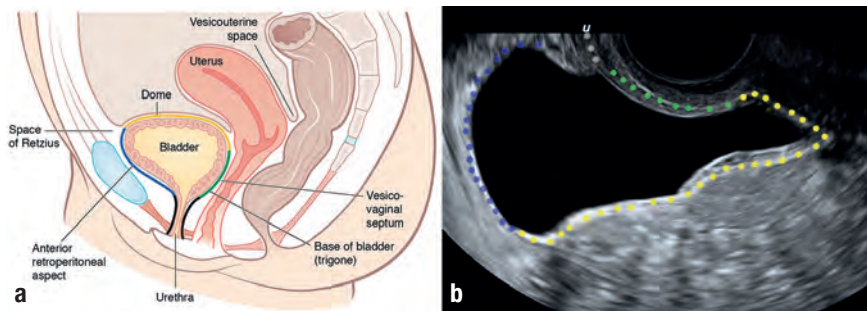 Vesicouterine
space
Uterus
Dome
Space
of Retzius
Bladder
Vesico-
vaginal
septum
Anterior
retroperitoneal
aspect
Base of bladder
(trigone)
Urethra
a
u
b